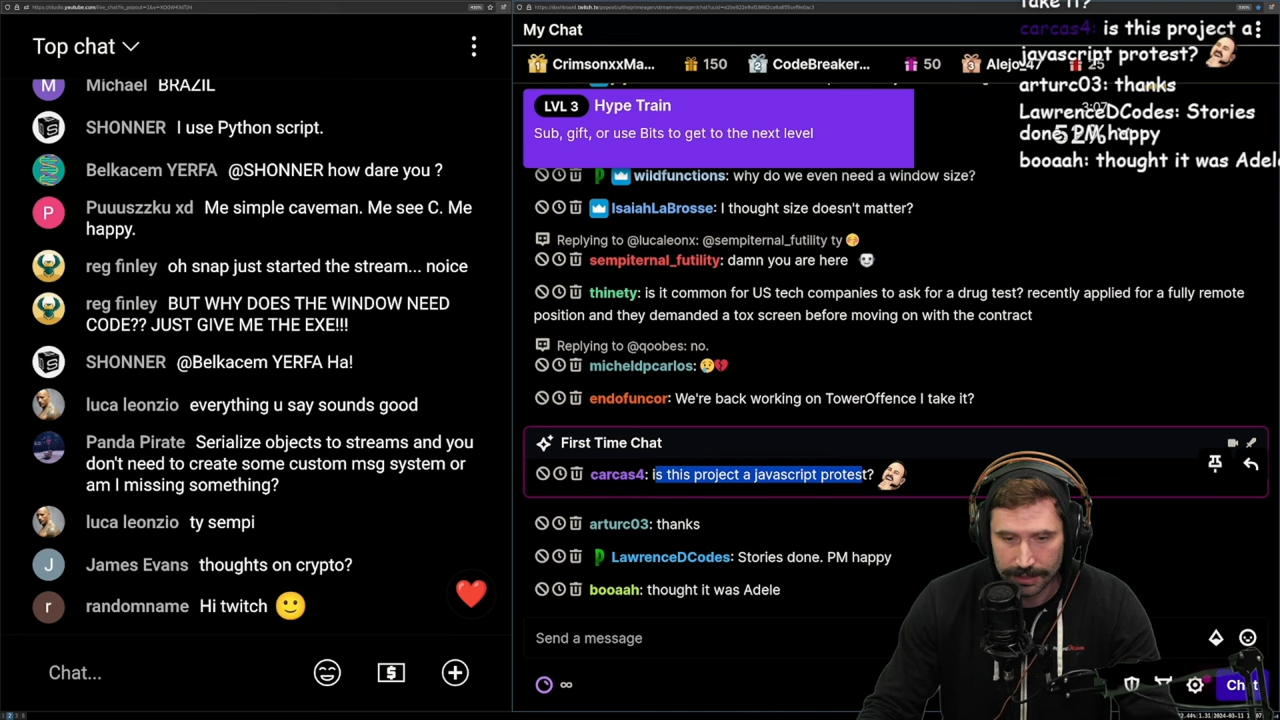 Top chat
Michael BRAZIL
SHONNER I use Python script.
Belkacem YERFA @SHONNER how dare you ?
Puuuszzku xd Me simple caveman. Me see C. Me
happy.
reg finley oh snap just started the stream... noice
reg finley BUT WHY DOES THE WINDOW NEED
CODE?? JUST GIVE ME THE EXE!!!
SHONNER @Belkacem YERFA Ha!
luca leonzio everything u say sounds good
Panda Pirate Serialize objects to streams and you
don't need to create some custom msg system or
am I missing something?
luca leonzio ty sempi
James Evans thoughts on crypto?
randomname Hi twitch
Chat...
My Chat
CrimsonxxMa... 150 CodeBreaker... 50 Alejo_47
LVL 3 Hype Train
Sub, gift, or use Bits to get to the next level
wildfunctions: why do we even need a window size?
IsaiahLaBrosse: I thought size doesn't matter?
Replying to @lucaleonx: @sempiternal_futility ty
sempiternal_futility: damn you are here
thinety: is it common for US tech companies to ask for a drug test? recently applied for a fully remote
position and they demanded a tox screen before moving on with the contract
Replying to @qoobes: no.
micheldpcarlos:
endofuncor: We're back working on TowerOffence I take it?
First Time Chat
carcas4: is this project a javascript protest?
arturc03: thanks
LawrenceDCodes: Stories done. PM happy
booaah: thought it was Adele
Send a message
Chat
take it?
carcas4: is this project a
javascript protest?
arturc03: thanks
3:07
LawrenceDCodes: Stories
done. PM happy
52%
booaah: thought it was Adele